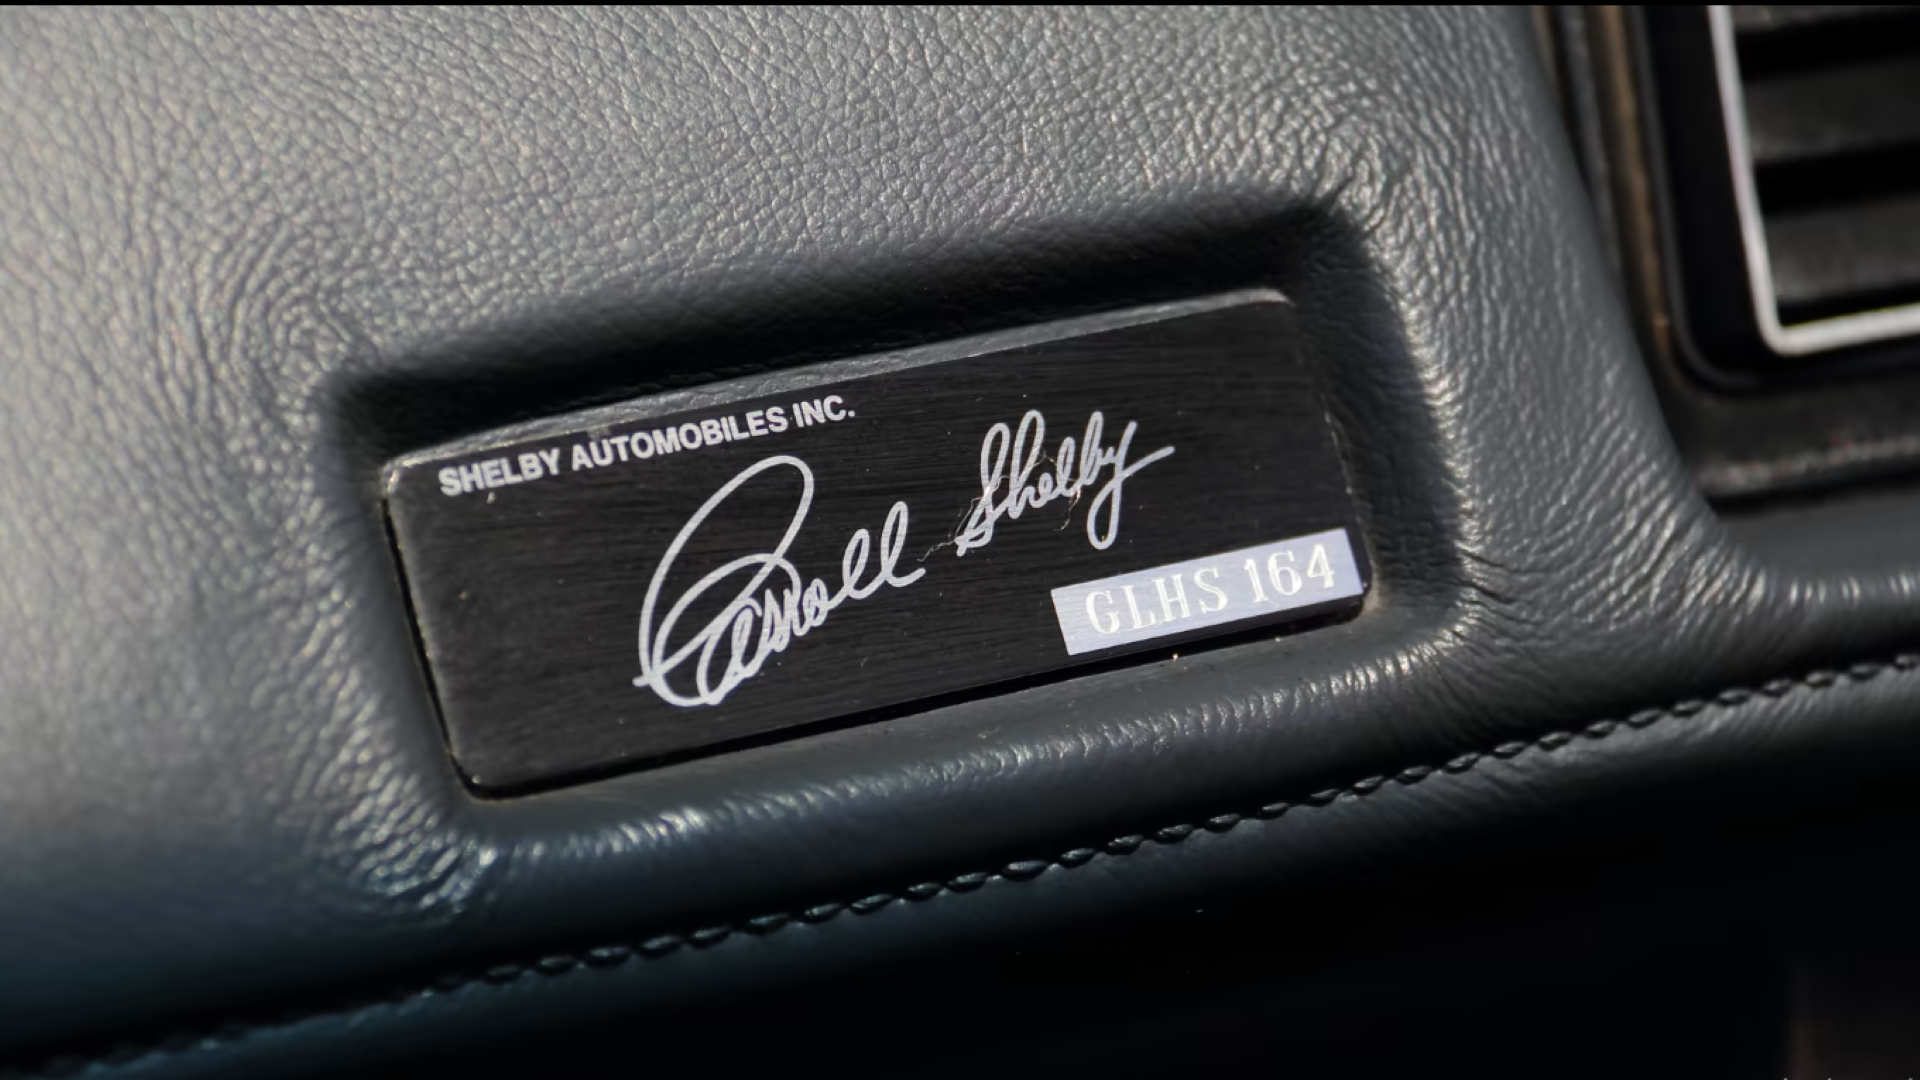 SHELBY AUTOMOBILES INC.
Carroll Shelby
GLHS 164